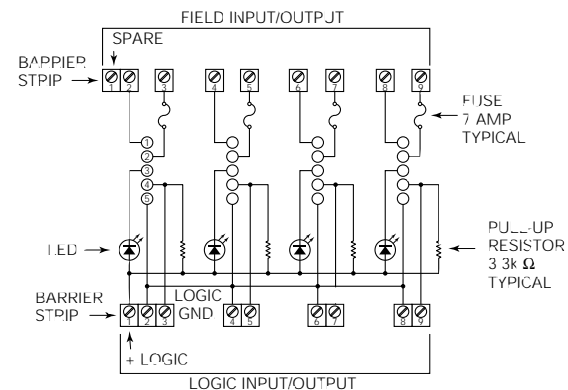 FIELD INPUT/OUTPUT
SPARE
BARRIER
STRIP
1 2 3 4 5 6 7 8 9
FUSE
7 AMP
TYPICAL
1
2
3
4
5
LED
PULL-UP
RESISTOR
3.3k Ω
TYPICAL
BARRIER
STRIP
LOGIC
GND
1 2 3 4 5 6 7 8 9
+ LOGIC
LOGIC INPUT/OUTPUT